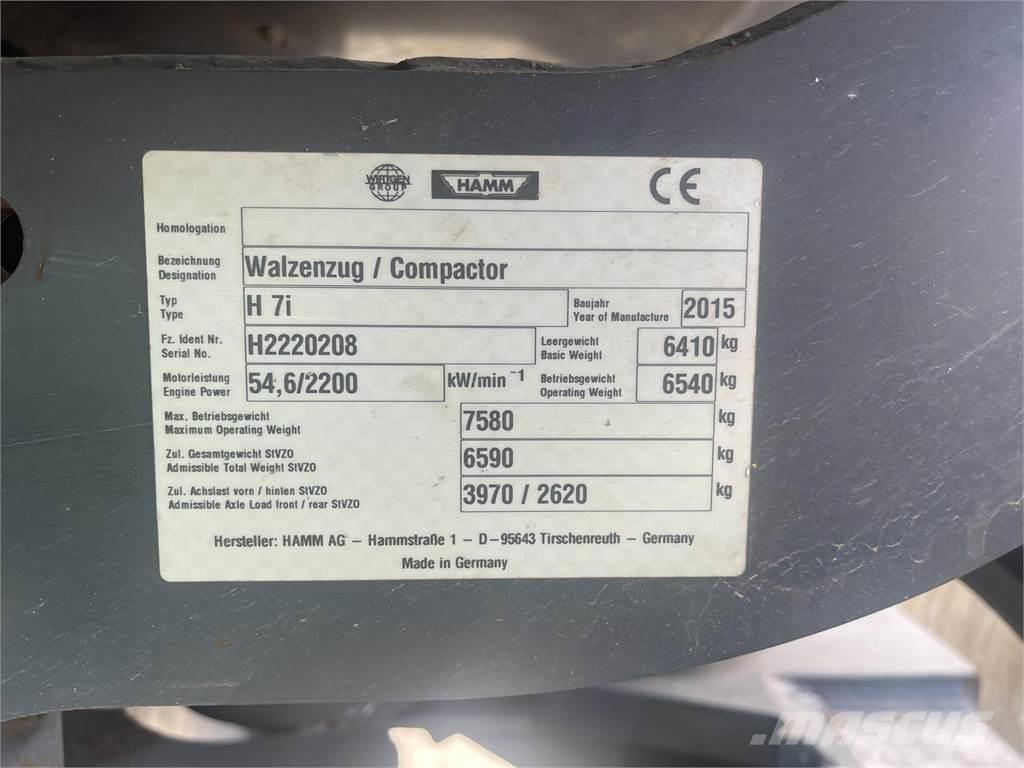 WIRTGEN GROUP HAMM CE
Homologation
Bezeichnung
Designation
Walzenzug / Compactor
Typ
Type
H 7i
Baujahr
Year of Manufacture
2015
Fz. Ident Nr.
Serial No.
H2220208
Leergewicht
Basic Weight
6410 kg
Motorleistung
Engine Power
54,6/2200 kW/min -1
Betriebsgewicht
Operating Weight
6540 kg
Max. Betriebsgewicht
Maximum Operating Weight
7580 kg
Zul. Gesamtgewicht StVZO
Admissible Total Weight StVZO
6590 kg
Zul. Achslast vorn / hinten StVZO
Admissible Axle Load front / rear StVZO
3970 / 2620 kg
Hersteller: HAMM AG – Hammstraße 1 – D–95643 Tirschenreuth – Germany
Made in Germany
MASCUS